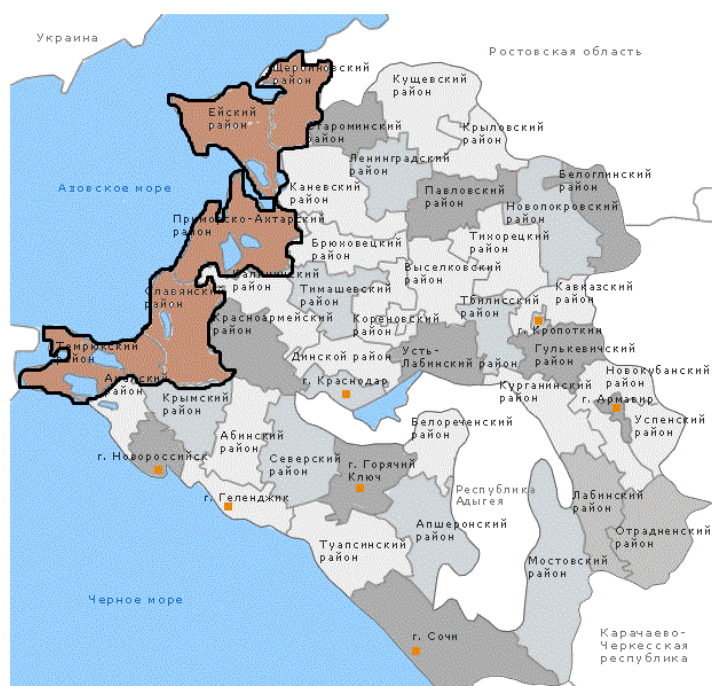 Украина
Ростовская область
Щербиновский
район
Кущевский
район
Ейский
район
Староминский
район
Крыловский
район
Ленинградский
район
Белоглинский
район
Азовское море
Каневский
район
Павловский
район
Новопокровский
район
Приморско-Ахтарский
район
Брюховецкий
район
Тихорецкий
район
Выселковский
район
Калининский
район
Славянский
район
Тимашевский
район
Тбилисский
район
Кавказский
район
Красноармейский
район
Кореновский
район
г. Кропоткин
Темрюкский
район
Динской район
Усть-
Лабинский район
Гулькевичский
район
Анапский
район
г. Краснодар
Курганинский
район
Новокубанский
район
г. Армавир
Крымский
район
Успенский
район
Абинский
район
Белореченский
район
г. Новороссийск
Северский
район
г. Горячий
Ключ
Республика
Адыгея
Лабинский
район
г. Геленджик
Апшеронский
район
Отрадненский
район
Туапсинский
район
Мостовский
район
Черное море
г. Сочи
Карачаево-
Черкесская
республика